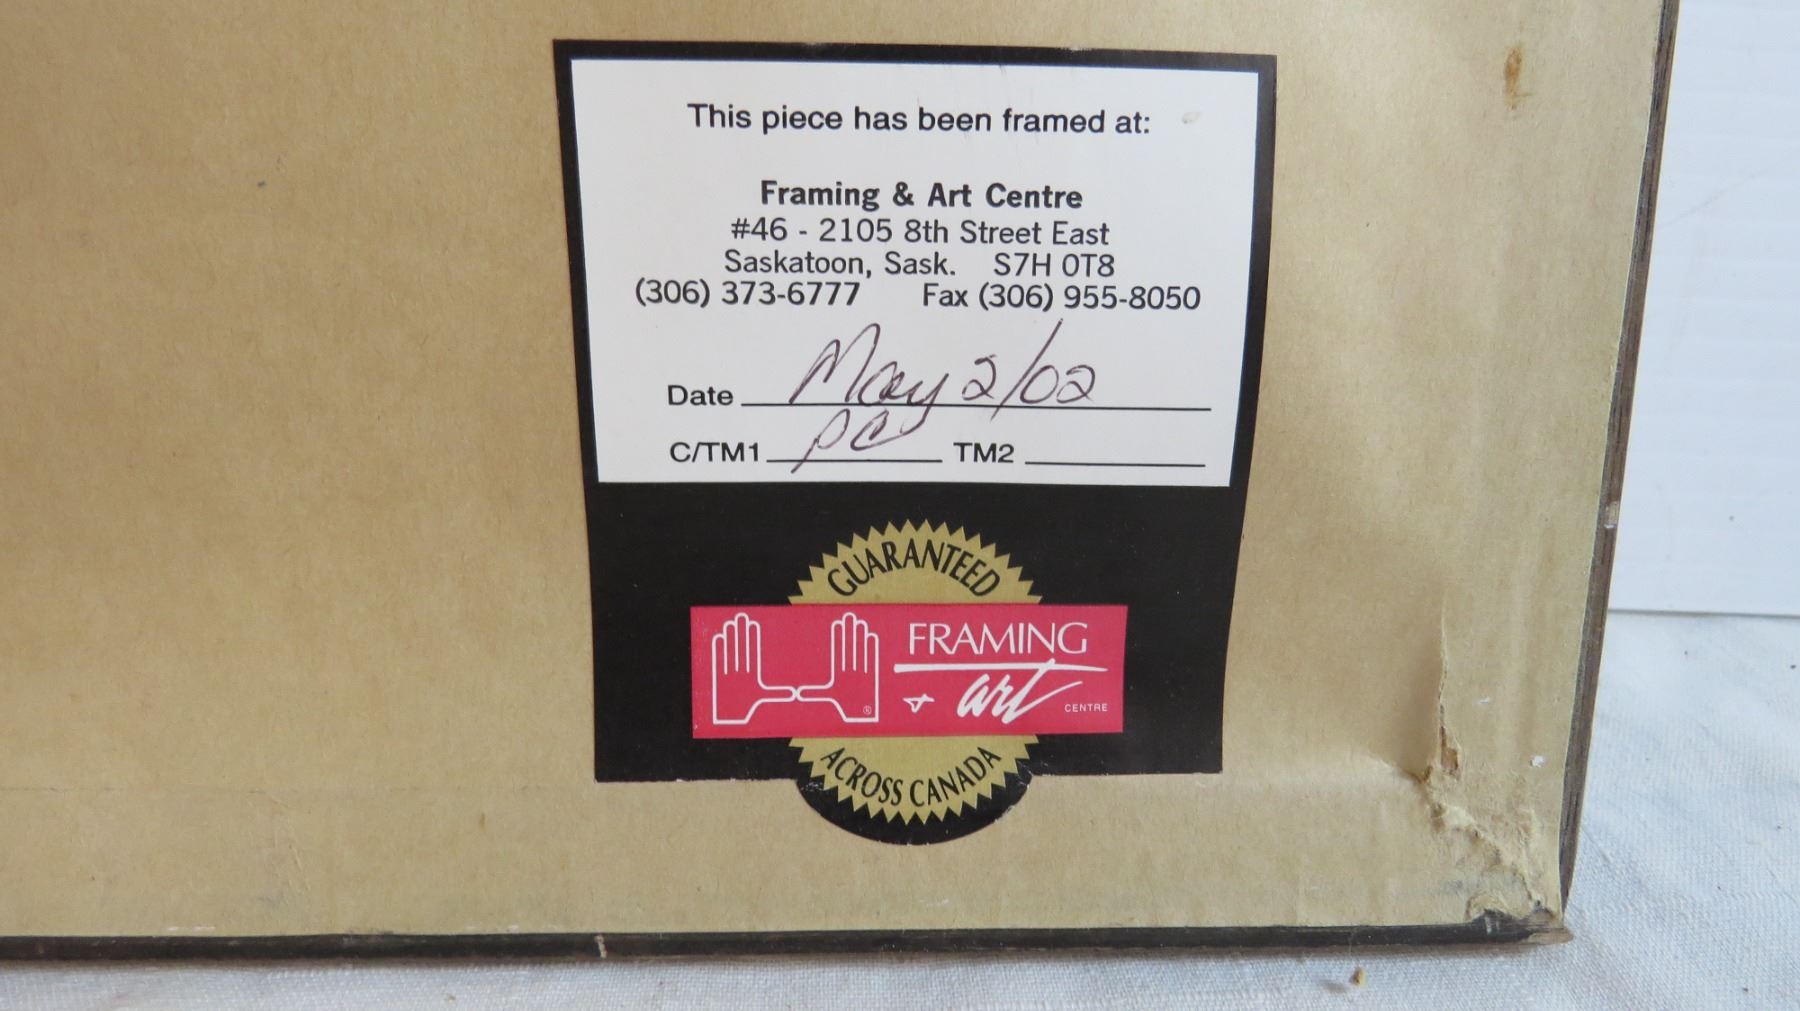 This piece has been framed at:
Framing & Art Centre
#46 - 2105 8th Street East
Saskatoon, Sask. S7H 0T8
(306) 373-6777 Fax (306) 955-8050
Date May 2/02
C/TM1 PC TM2
GUARANTEED
FRAMING
& art CENTRE
®
ACROSS CANADA